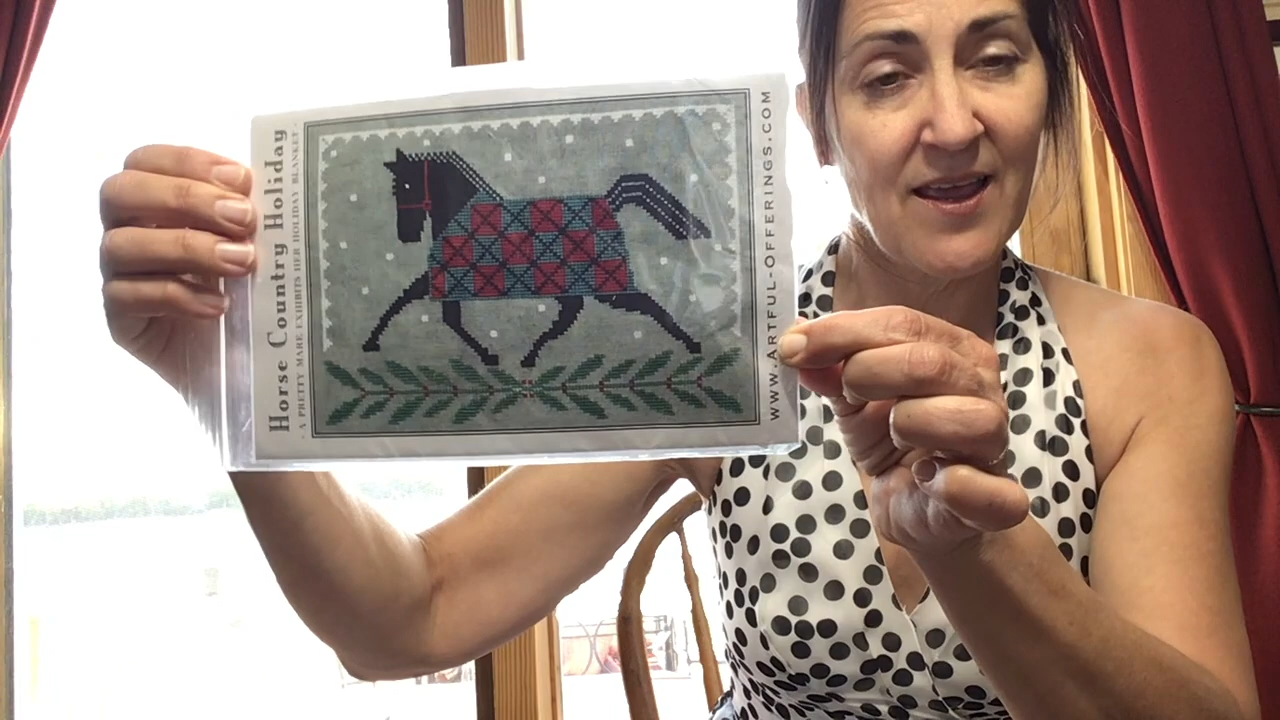 Horse Country Holiday
- A PRETTY MARE EXHIBITS HER HOLIDAY BLANKET -
WWW.ARTFUL-OFFERINGS.COM